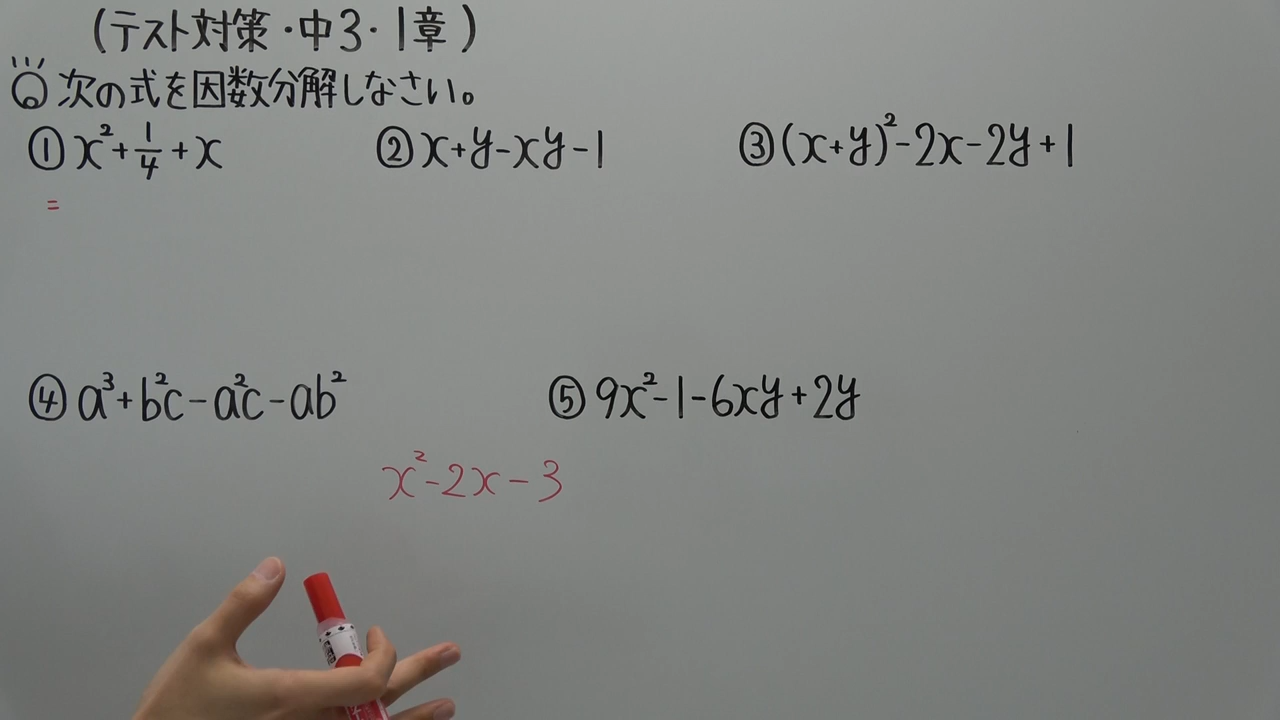 (テスト対策・中3・1章)
Q 次の式を因数分解しなさい。
① x²+1/4+x ② x+y-xy-1 ③ (x+y)²-2x-2y+1
=
④ a³+b²c-a²c-ab² ⑤ 9x²-1-6xy+2y
x²-2x-3